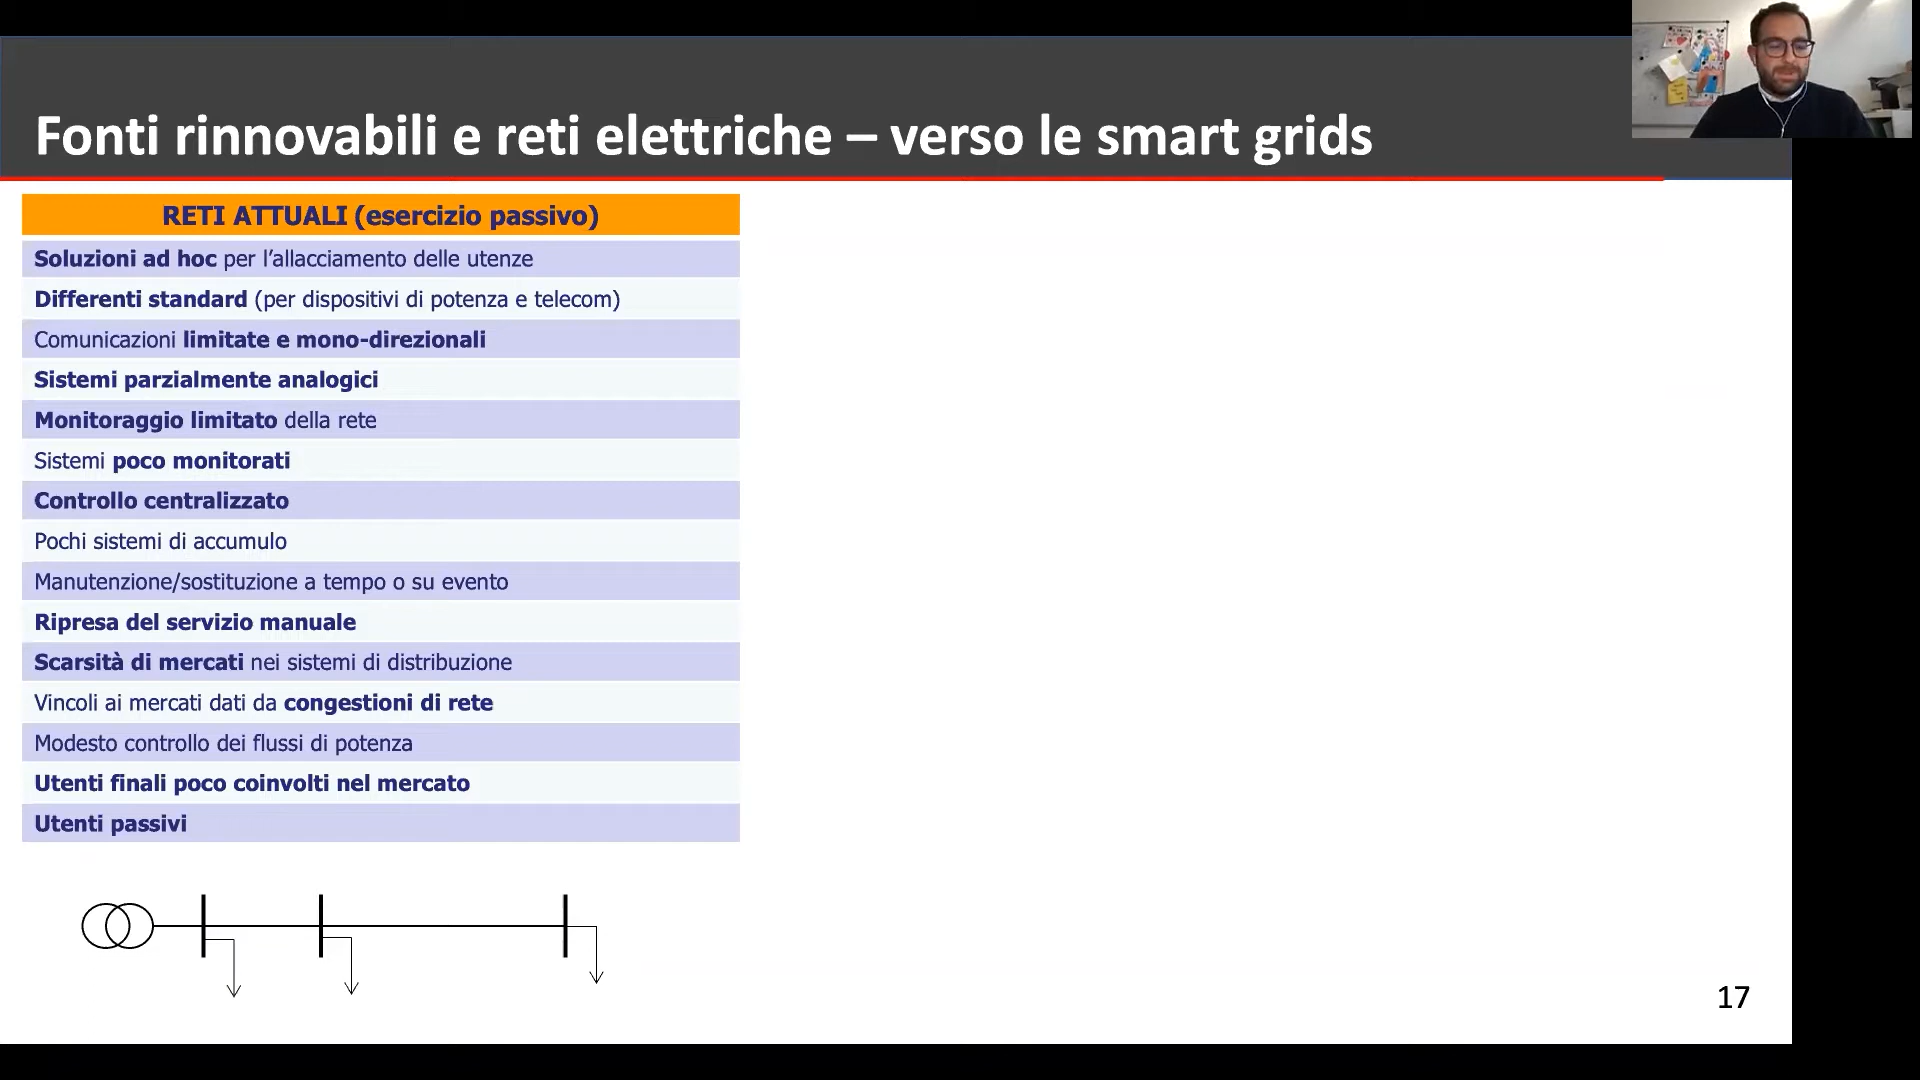 Fonti rinnovabili e reti elettriche – verso le smart grids
RETI ATTUALI (esercizio passivo)
Soluzioni ad hoc per l’allacciamento delle utenze
Differenti standard (per dispositivi di potenza e telecom)
Comunicazioni limitate e mono-direzionali
Sistemi parzialmente analogici
Monitoraggio limitato della rete
Sistemi poco monitorati
Controllo centralizzato
Pochi sistemi di accumulo
Manutenzione/sostituzione a tempo o su evento
Ripresa del servizio manuale
Scarsità di mercati nei sistemi di distribuzione
Vincoli ai mercati dati da congestioni di rete
Modesto controllo dei flussi di potenza
Utenti finali poco coinvolti nel mercato
Utenti passivi
17